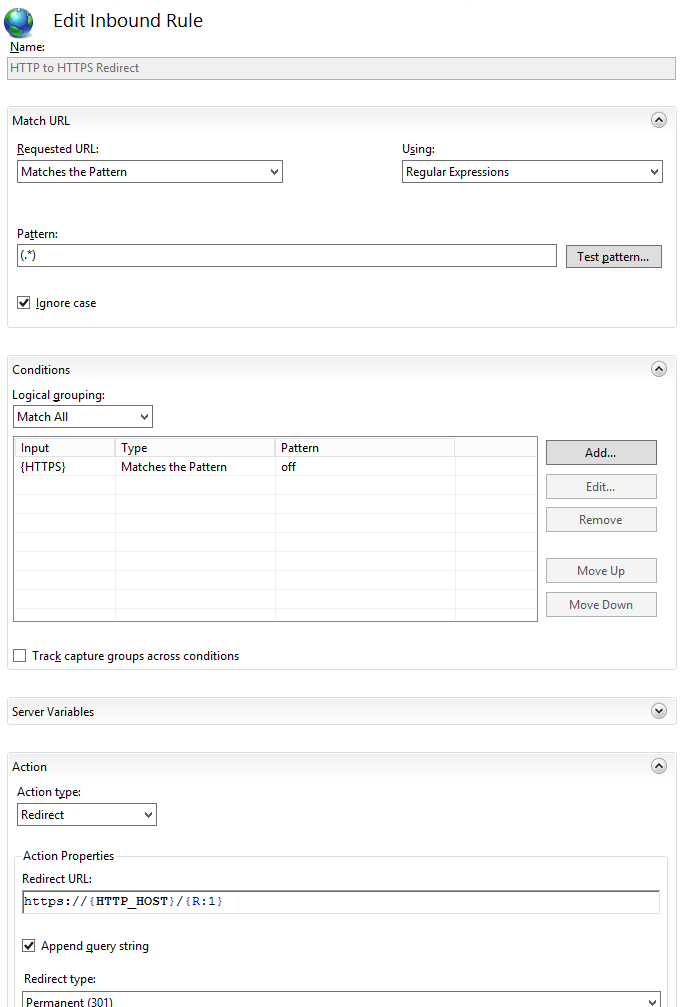 Edit Inbound Rule
Name:
HTTP to HTTPS Redirect
Match URL
Requested URL: Using:
Matches the Pattern Regular Expressions
Pattern:
(.*) Test pattern...
Ignore case
Conditions
Logical grouping:
Match All
Input Type Pattern Add...
{HTTPS} Matches the Pattern off
Edit...
Remove
Move Up
Move Down
Track capture groups across conditions
Server Variables
Action
Action type:
Redirect
Action Properties
Redirect URL:
https://{HTTP_HOST}/{R:1}
Append query string
Redirect type:
Permanent (301)